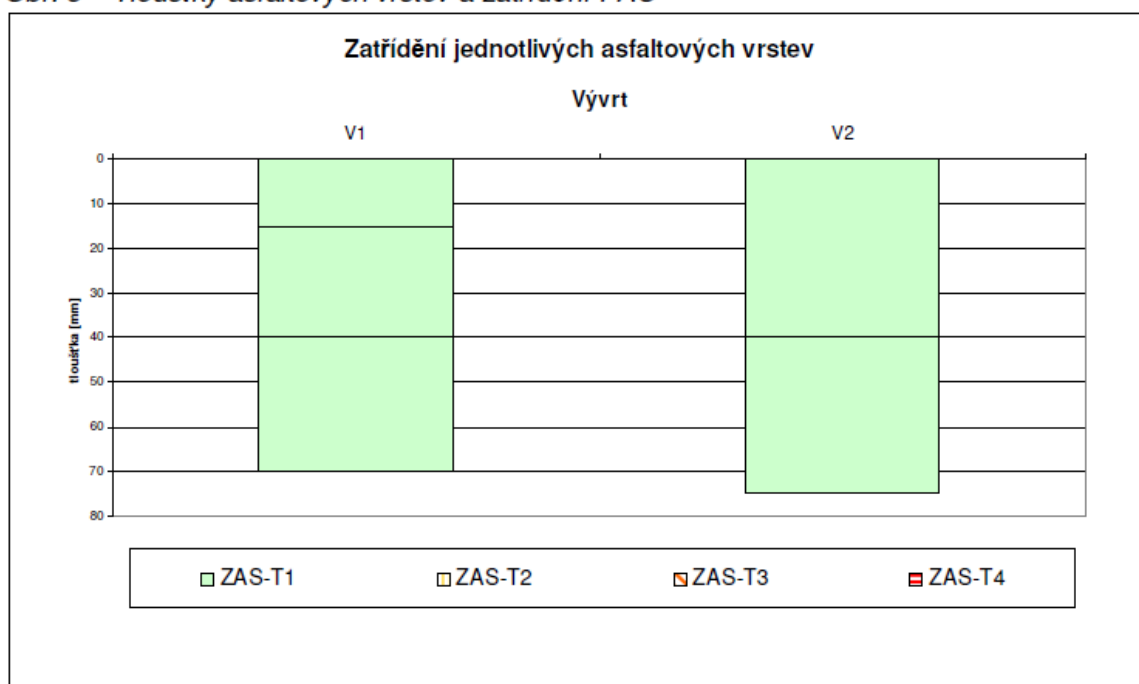 Zatřídění jednotlivých asfaltových vrstev
Vývrt
V1 V2
0
10
20
30
40
50
60
70
80
tloušťka [mm]
ZAS-T1 ZAS-T2 ZAS-T3 ZAS-T4